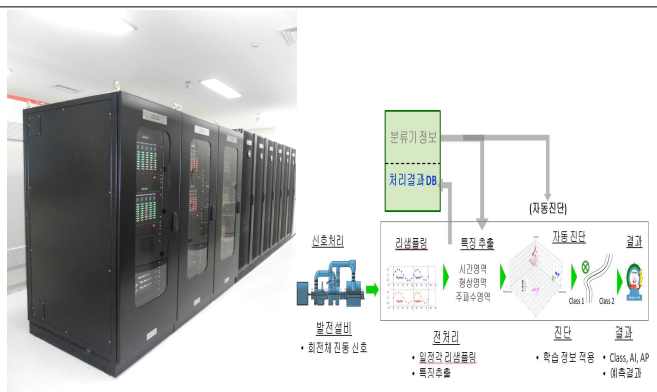 분류기 정보
처리결과 DB
(자동진단)
신호처리
리샘플링
특징 추출
자동 진단
결과
시간영역
형상영역
주파수영역
Class 1
Class 2
발전설비
• 회전체 진동 신호
전처리
• 일정각 리샘플링
• 특징추출
진단
• 학습 정보 적용
결과
• Class, AI, AP
• 예측결과